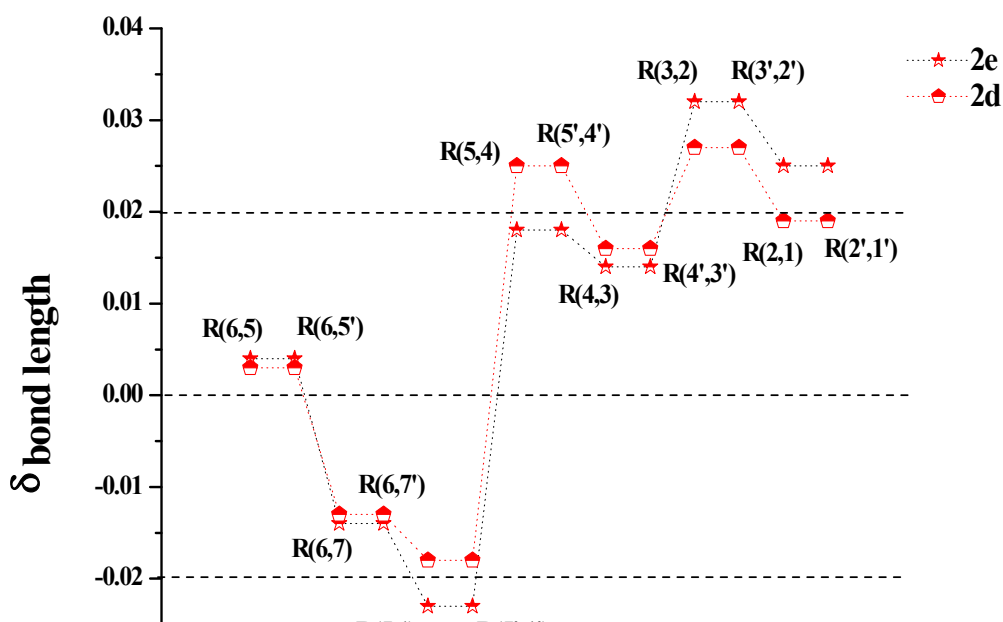 0.04
2e
2d
R(3,2)
R(3',2')
0.03
R(5,4)
R(5',4')
0.02
R(2,1)
R(2',1')
R(4,3)
R(4',3')
0.01
R(6,5)
R(6,5')
0.00
δ bond length
-0.01
R(6,7)
R(6,7')
-0.02